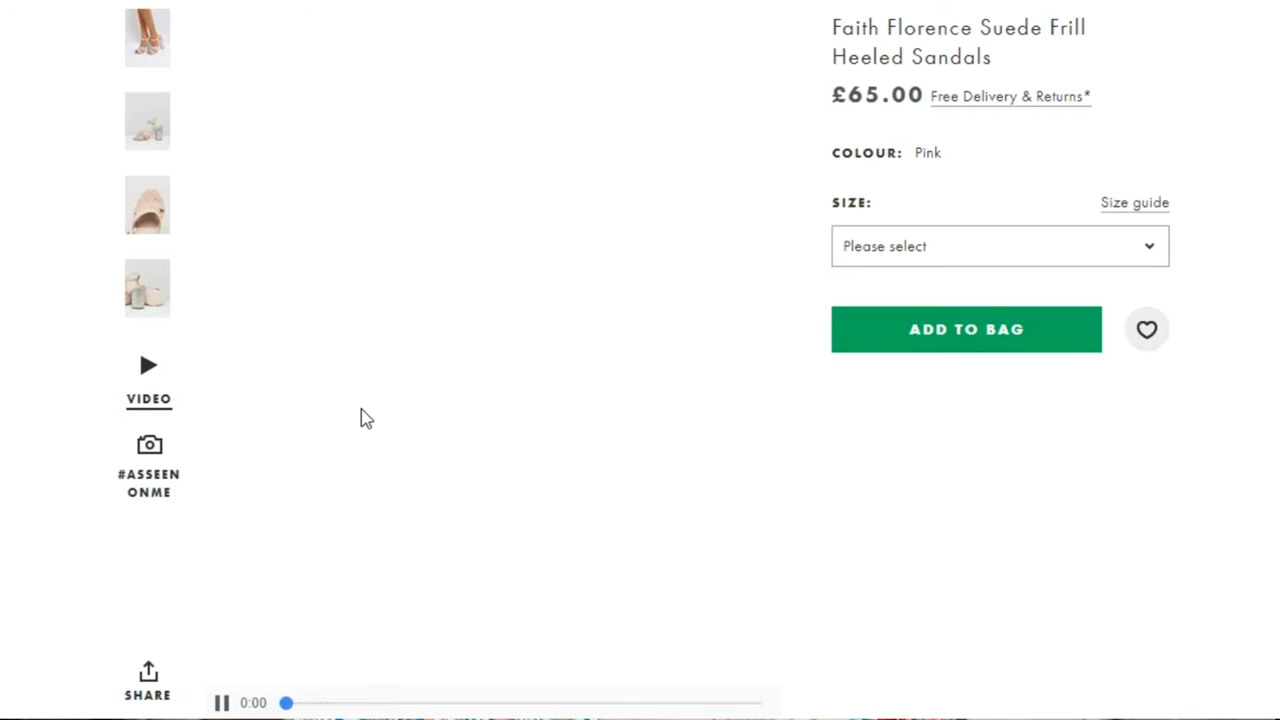 Faith Florence Suede Frill
Heeled Sandals
£65.00 Free Delivery & Returns*
COLOUR: Pink
SIZE: Size guide
Please select
ADD TO BAG
VIDEO
#ASSEEN
ONME
SHARE
0:00